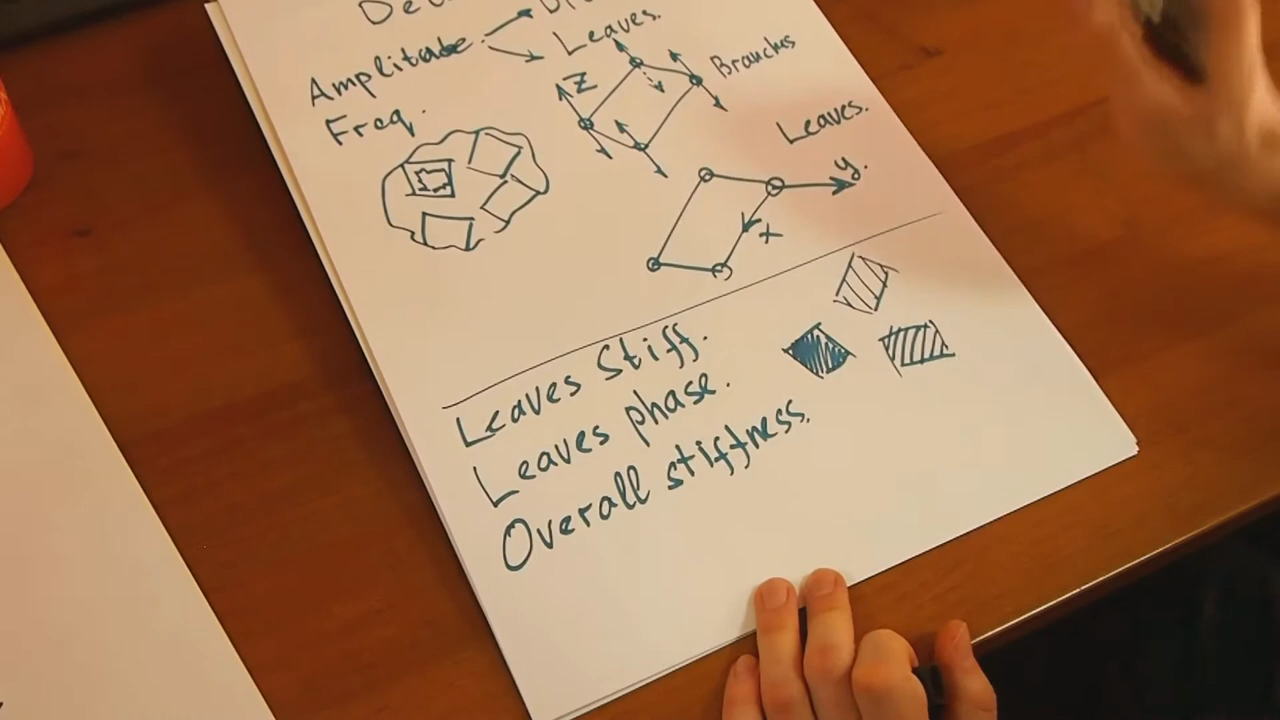 Amplitude
Leaves.
Freq.
Z
Branches
Leaves.
y.
x
Leaves Stiff.
Leaves phase.
Overall stiffness.